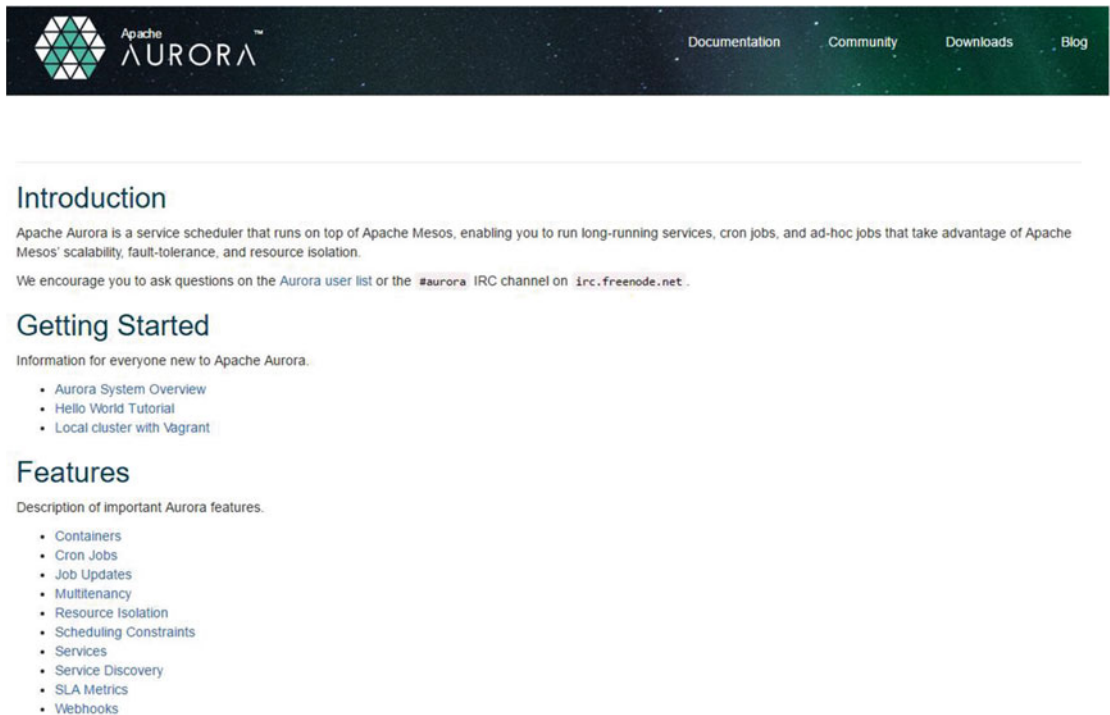 Apache
AURORA™
Documentation Community Downloads Blog
Introduction
Apache Aurora is a service scheduler that runs on top of Apache Mesos, enabling you to run long-running services, cron jobs, and ad-hoc jobs that take advantage of Apache
Mesos' scalability, fault-tolerance, and resource isolation.
We encourage you to ask questions on the Aurora user list or the #aurora IRC channel on irc.freenode.net .
Getting Started
Information for everyone new to Apache Aurora.
• Aurora System Overview
• Hello World Tutorial
• Local cluster with Vagrant
Features
Description of important Aurora features.
• Containers
• Cron Jobs
• Job Updates
• Multitenancy
• Resource Isolation
• Scheduling Constraints
• Services
• Service Discovery
• SLA Metrics
• Webhooks